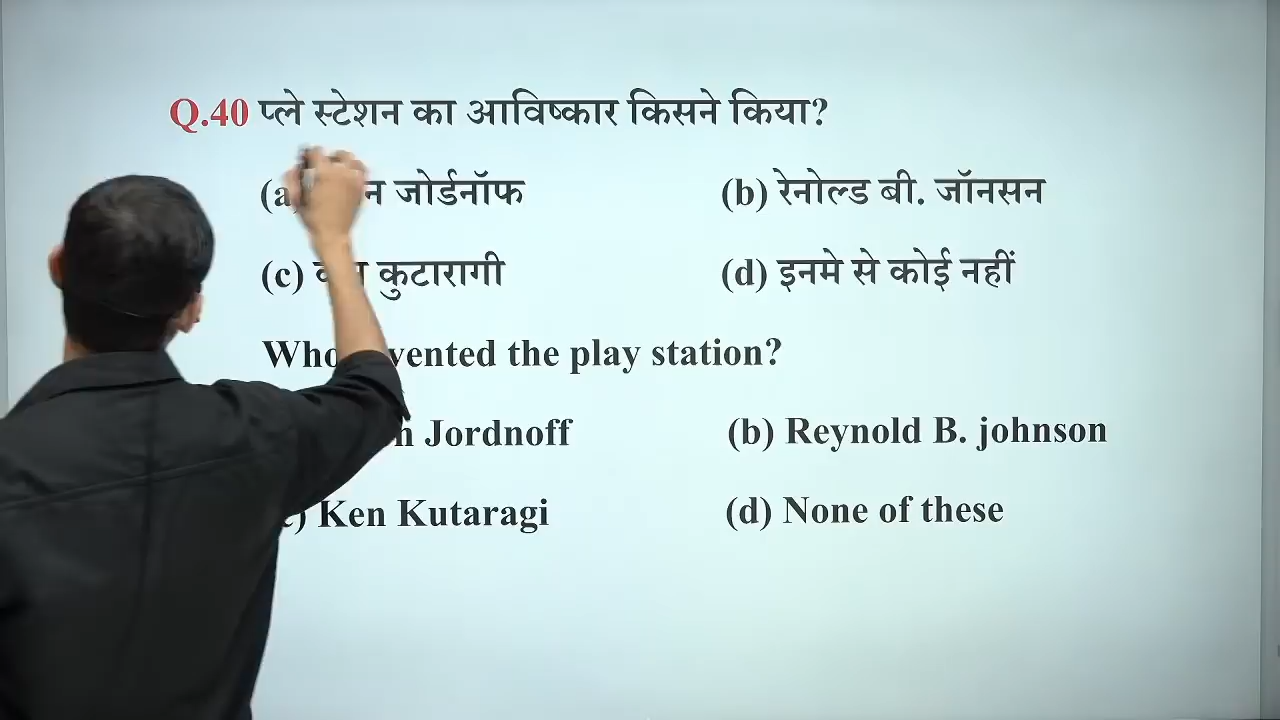 Q.40 प्ले स्टेशन का आविष्कार किसने किया?
(a) जोर्डनॉफ (b) रेनोल्ड बी. जॉनसन
(c) कुटारागी (d) इनमे से कोई नहीं
Who the play station?
Jordnoff (b) Reynold B. johnson
(c) Ken Kutaragi (d) None of these